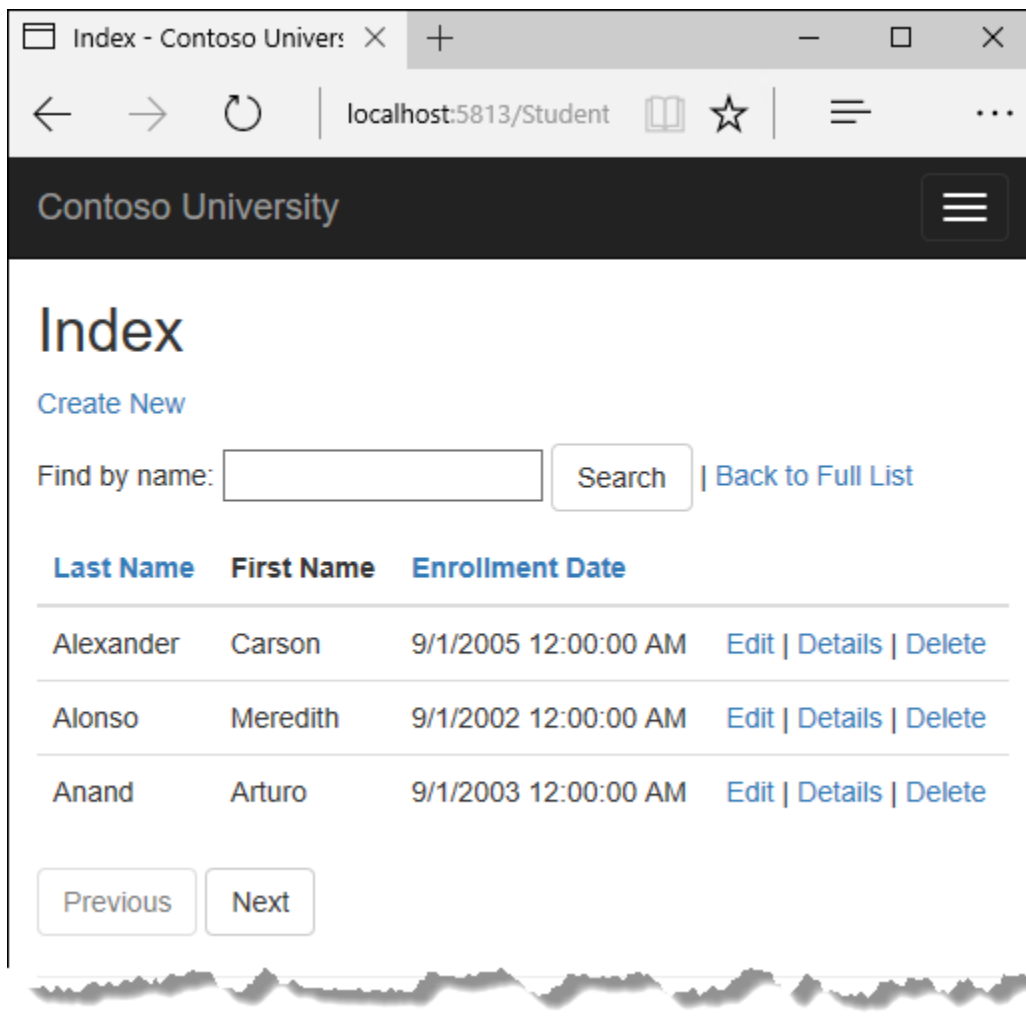 Index - Contoso Univers
localhost:5813/Student
Contoso University
Index
Create New
Find by name: Search | Back to Full List
Last Name First Name Enrollment Date
Alexander Carson 9/1/2005 12:00:00 AM Edit | Details | Delete
Alonso Meredith 9/1/2002 12:00:00 AM Edit | Details | Delete
Anand Arturo 9/1/2003 12:00:00 AM Edit | Details | Delete
Previous Next